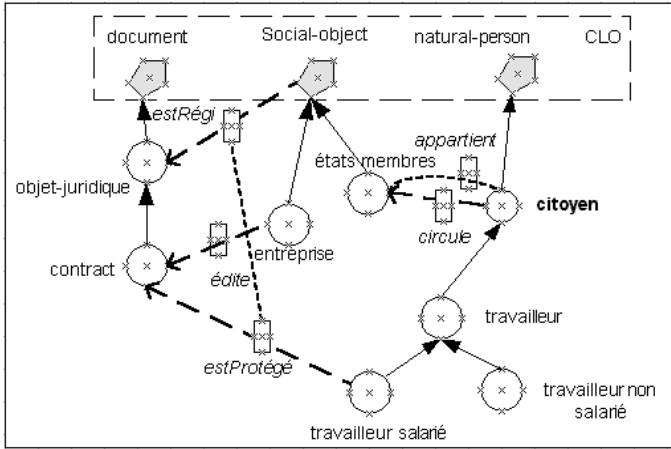 document
Social-object
natural-person
CLO
estRégi
appartient
états membres
objet-juridique
citoyen
circule
entreprise
contract
édite
travailleur
estProtégé
travailleur non
salarié
travailleur salarié